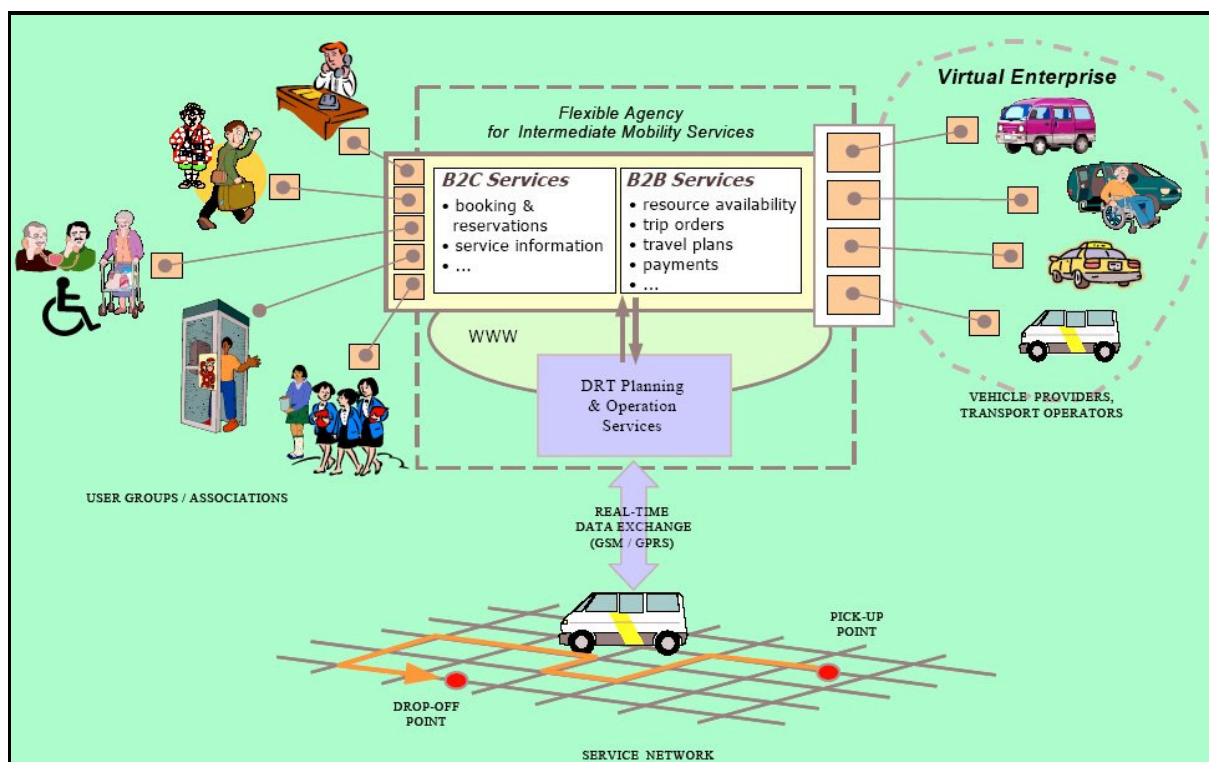 Virtual Enterprise
Flexible Agency
for Intermediate Mobility Services
B2C Services
• booking &
reservations
• service information
• ...
B2B Services
• resource availability
• trip orders
• travel plans
• payments
• ...
WWW
DRT Planning
& Operation
Services
VEHICLE PROVIDERS,
TRANSPORT OPERATORS
USER GROUPS / ASSOCIATIONS
REAL-TIME
DATA EXCHANGE
(GSM / GPRS)
PICK-UP
POINT
DROP-OFF
POINT
SERVICE NETWORK